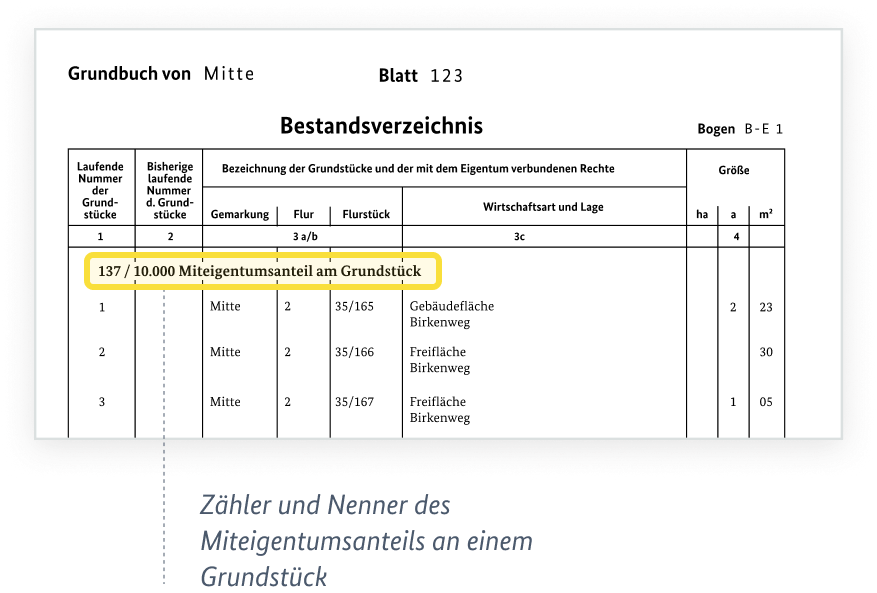 Grundbuch von Mitte Blatt 123
Bestandsverzeichnis Bogen B-E 1
Laufende Nummer der Grund- stücke
Bisherige laufende Nummer d. Grund- stücke
Bezeichnung der Grundstücke und der mit dem Eigentum verbundenen Rechte
Größe
Gemarkung Flur Flurstück Wirtschaftsart und Lage ha a m²
1 2 3 a/b 3c 4
137 / 10.000 Miteigentumsanteil am Grundstück
1 Mitte 2 35/165 Gebäudefläche 2 23
Birkenweg
2 Mitte 2 35/166 Freifläche 30
Birkenweg
3 Mitte 2 35/167 Freifläche 1 05
Birkenweg
Zähler und Nenner des
Miteigentumsanteils an einem
Grundstück